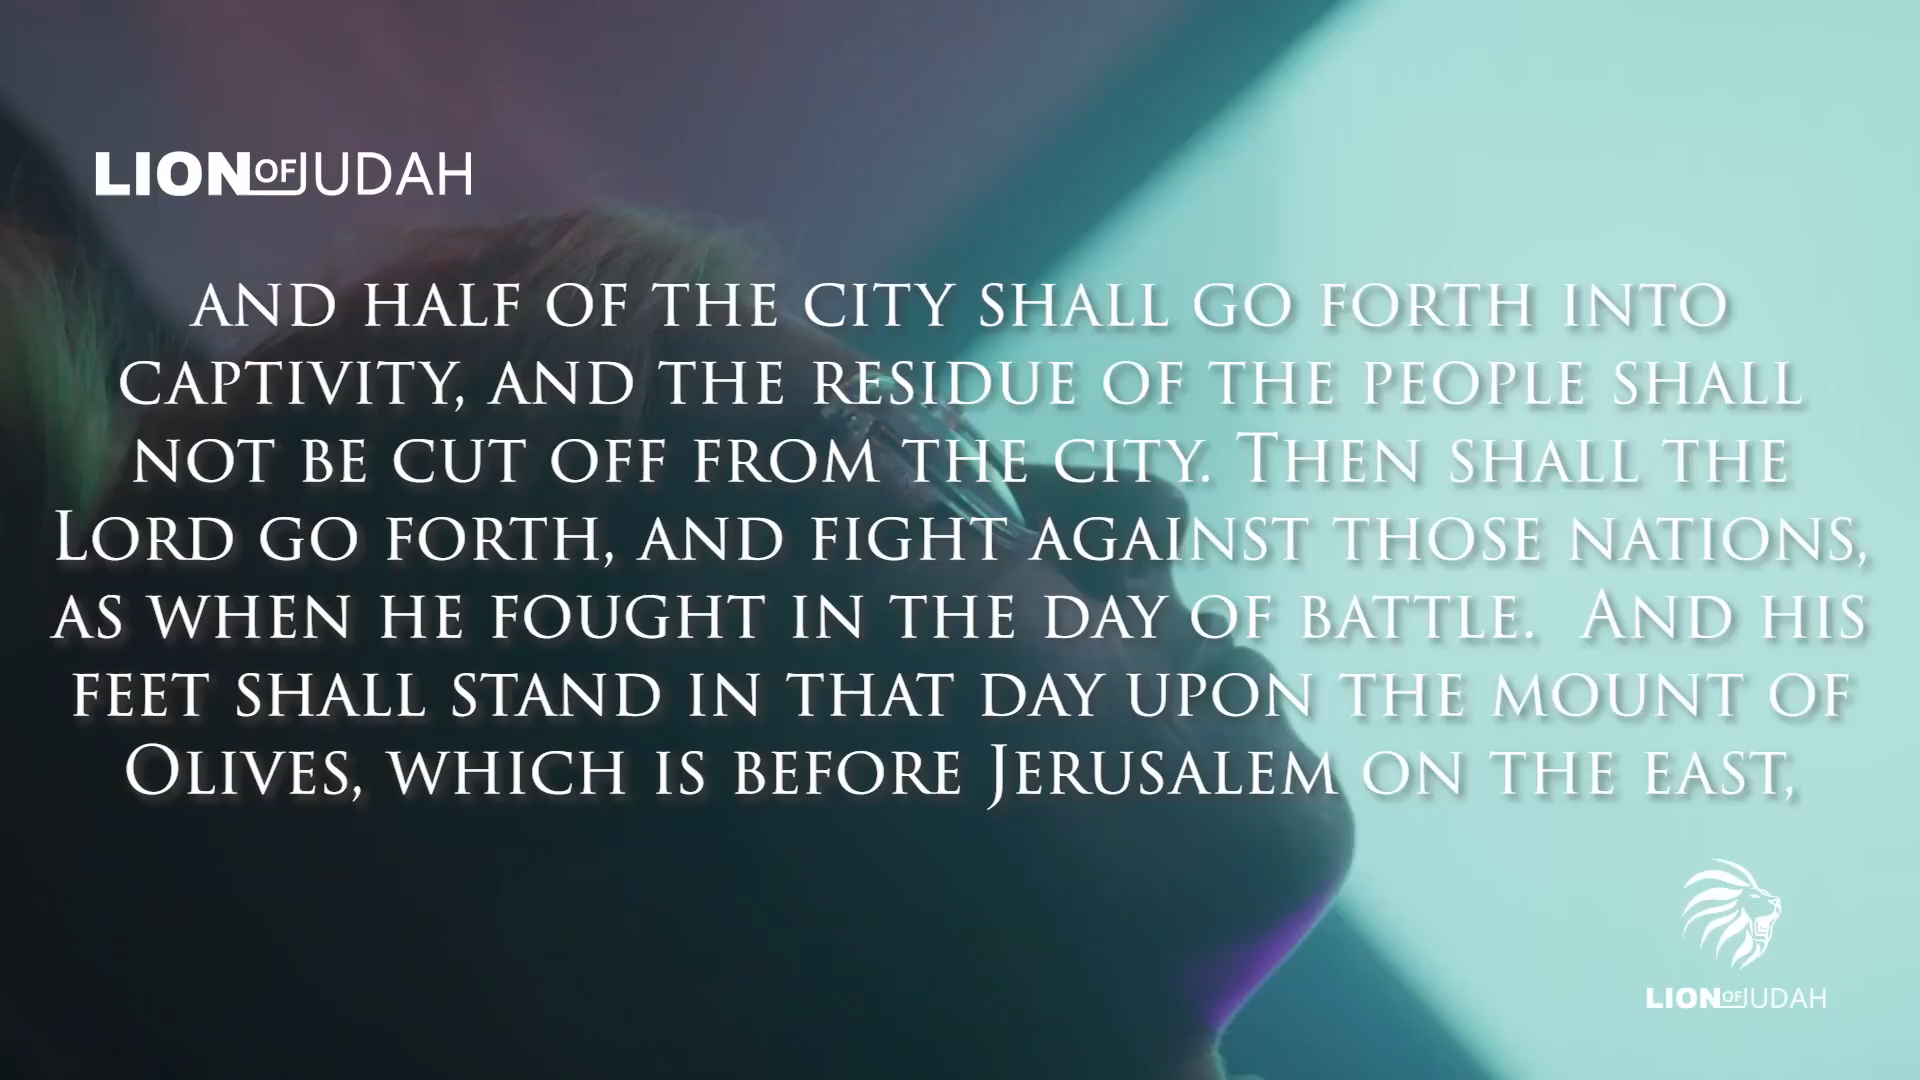 LION OF JUDAH
AND HALF OF THE CITY SHALL GO FORTH INTO
CAPTIVITY, AND THE RESIDUE OF THE PEOPLE SHALL
NOT BE CUT OFF FROM THE CITY. THEN SHALL THE
LORD GO FORTH, AND FIGHT AGAINST THOSE NATIONS,
AS WHEN HE FOUGHT IN THE DAY OF BATTLE. AND HIS
FEET SHALL STAND IN THAT DAY UPON THE MOUNT OF
OLIVES, WHICH IS BEFORE JERUSALEM ON THE EAST,
LION OF JUDAH